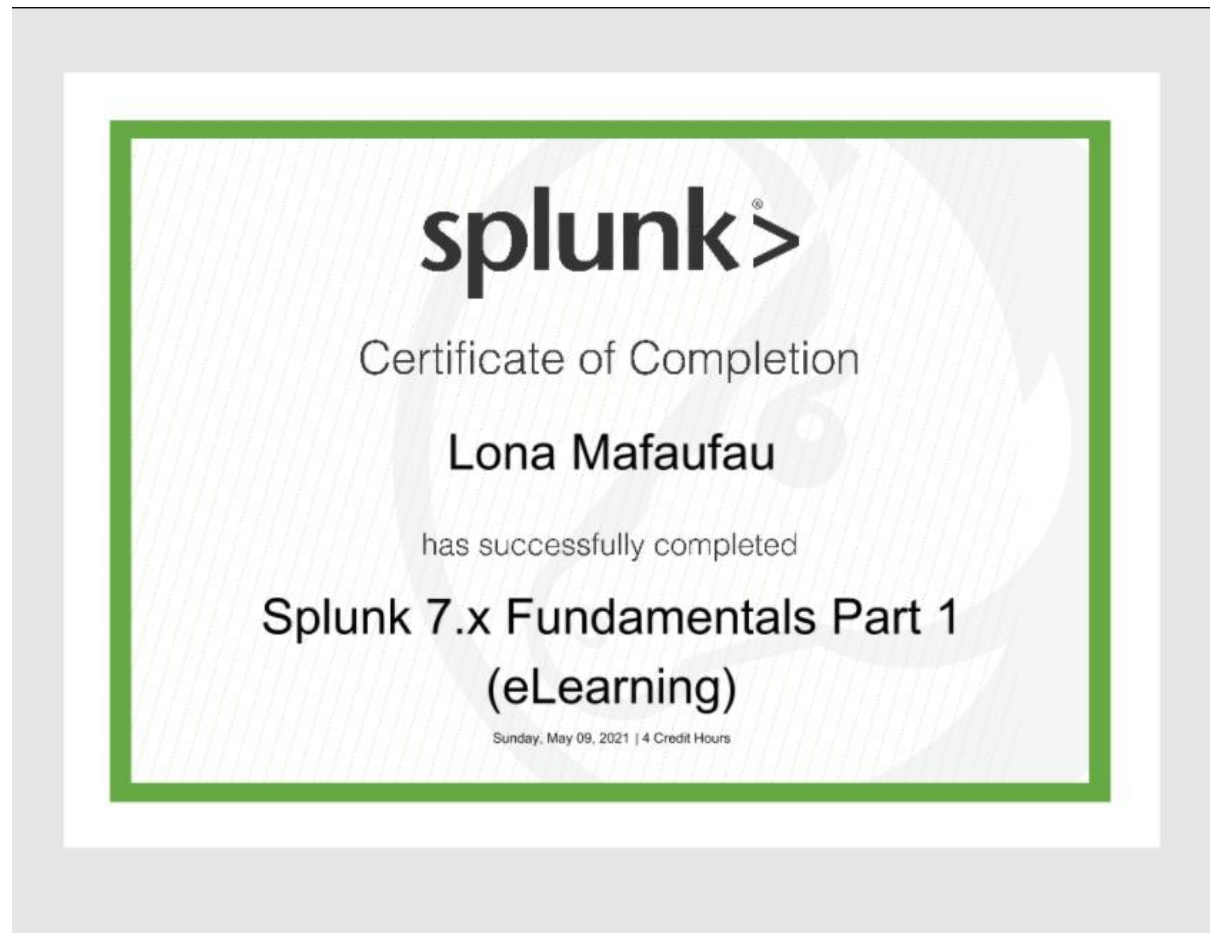 splunk>®
Certificate of Completion
Lona Mafaufau
has successfully completed
Splunk 7.x Fundamentals Part 1
(eLearning)
Sunday, May 09, 2021 | 4 Credit Hours